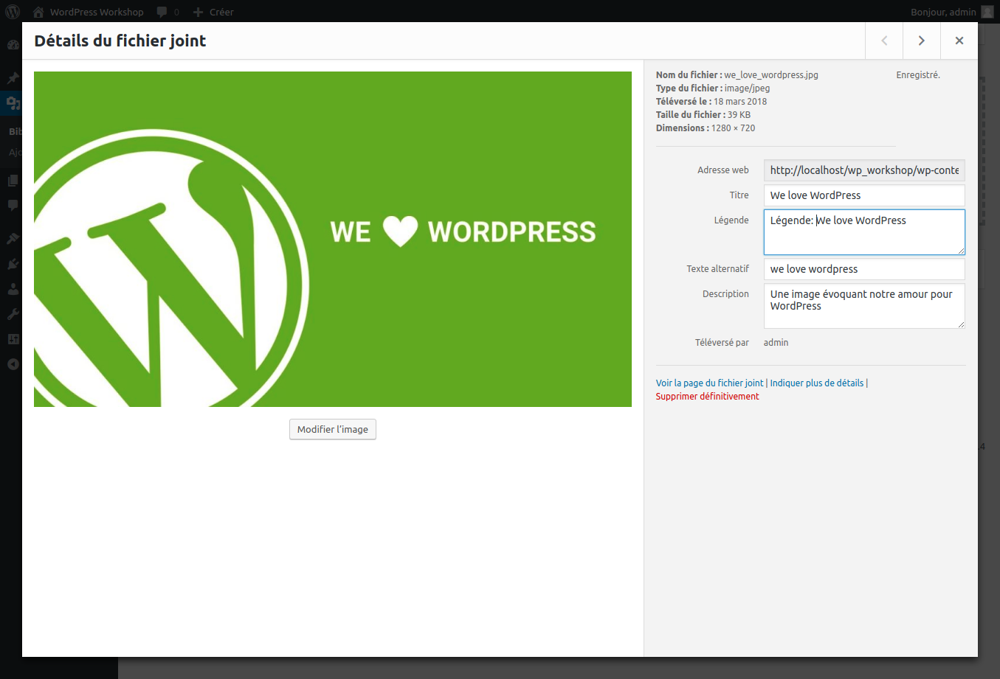 WordPress Workshop 0 Créer Bonjour, admin
Détails du fichier joint
WE WORDPRESS
Modifier l’image
Nom du fichier : we_love_wordpress.jpg
Enregistré.
Type du fichier : image/jpeg
Téléversé le : 18 mars 2018
Taille du fichier : 39 KB
Dimensions : 1280 × 720
Adresse web http://localhost/wp_workshop/wp-conte
Titre We love WordPress
Légende Légende: We love WordPress
Texte alternatif we love wordpress
Description Une image évoquant notre amour pour
WordPress
Téléversé par admin
Voir la page du fichier joint | Indiquer plus de détails |
Supprimer définitivement
Bib
Ajo
.4